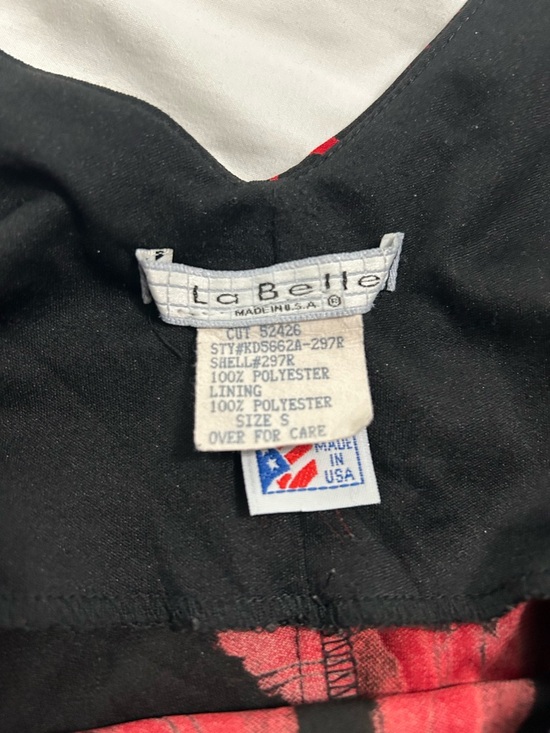 La Belle
MADE IN U.S.A. ®
CUT 52426
STY#KD5662A-297R
SHELL#297R
100% POLYESTER
LINING
100% POLYESTER
SIZE S
OVER FOR CARE
MADE
IN
USA